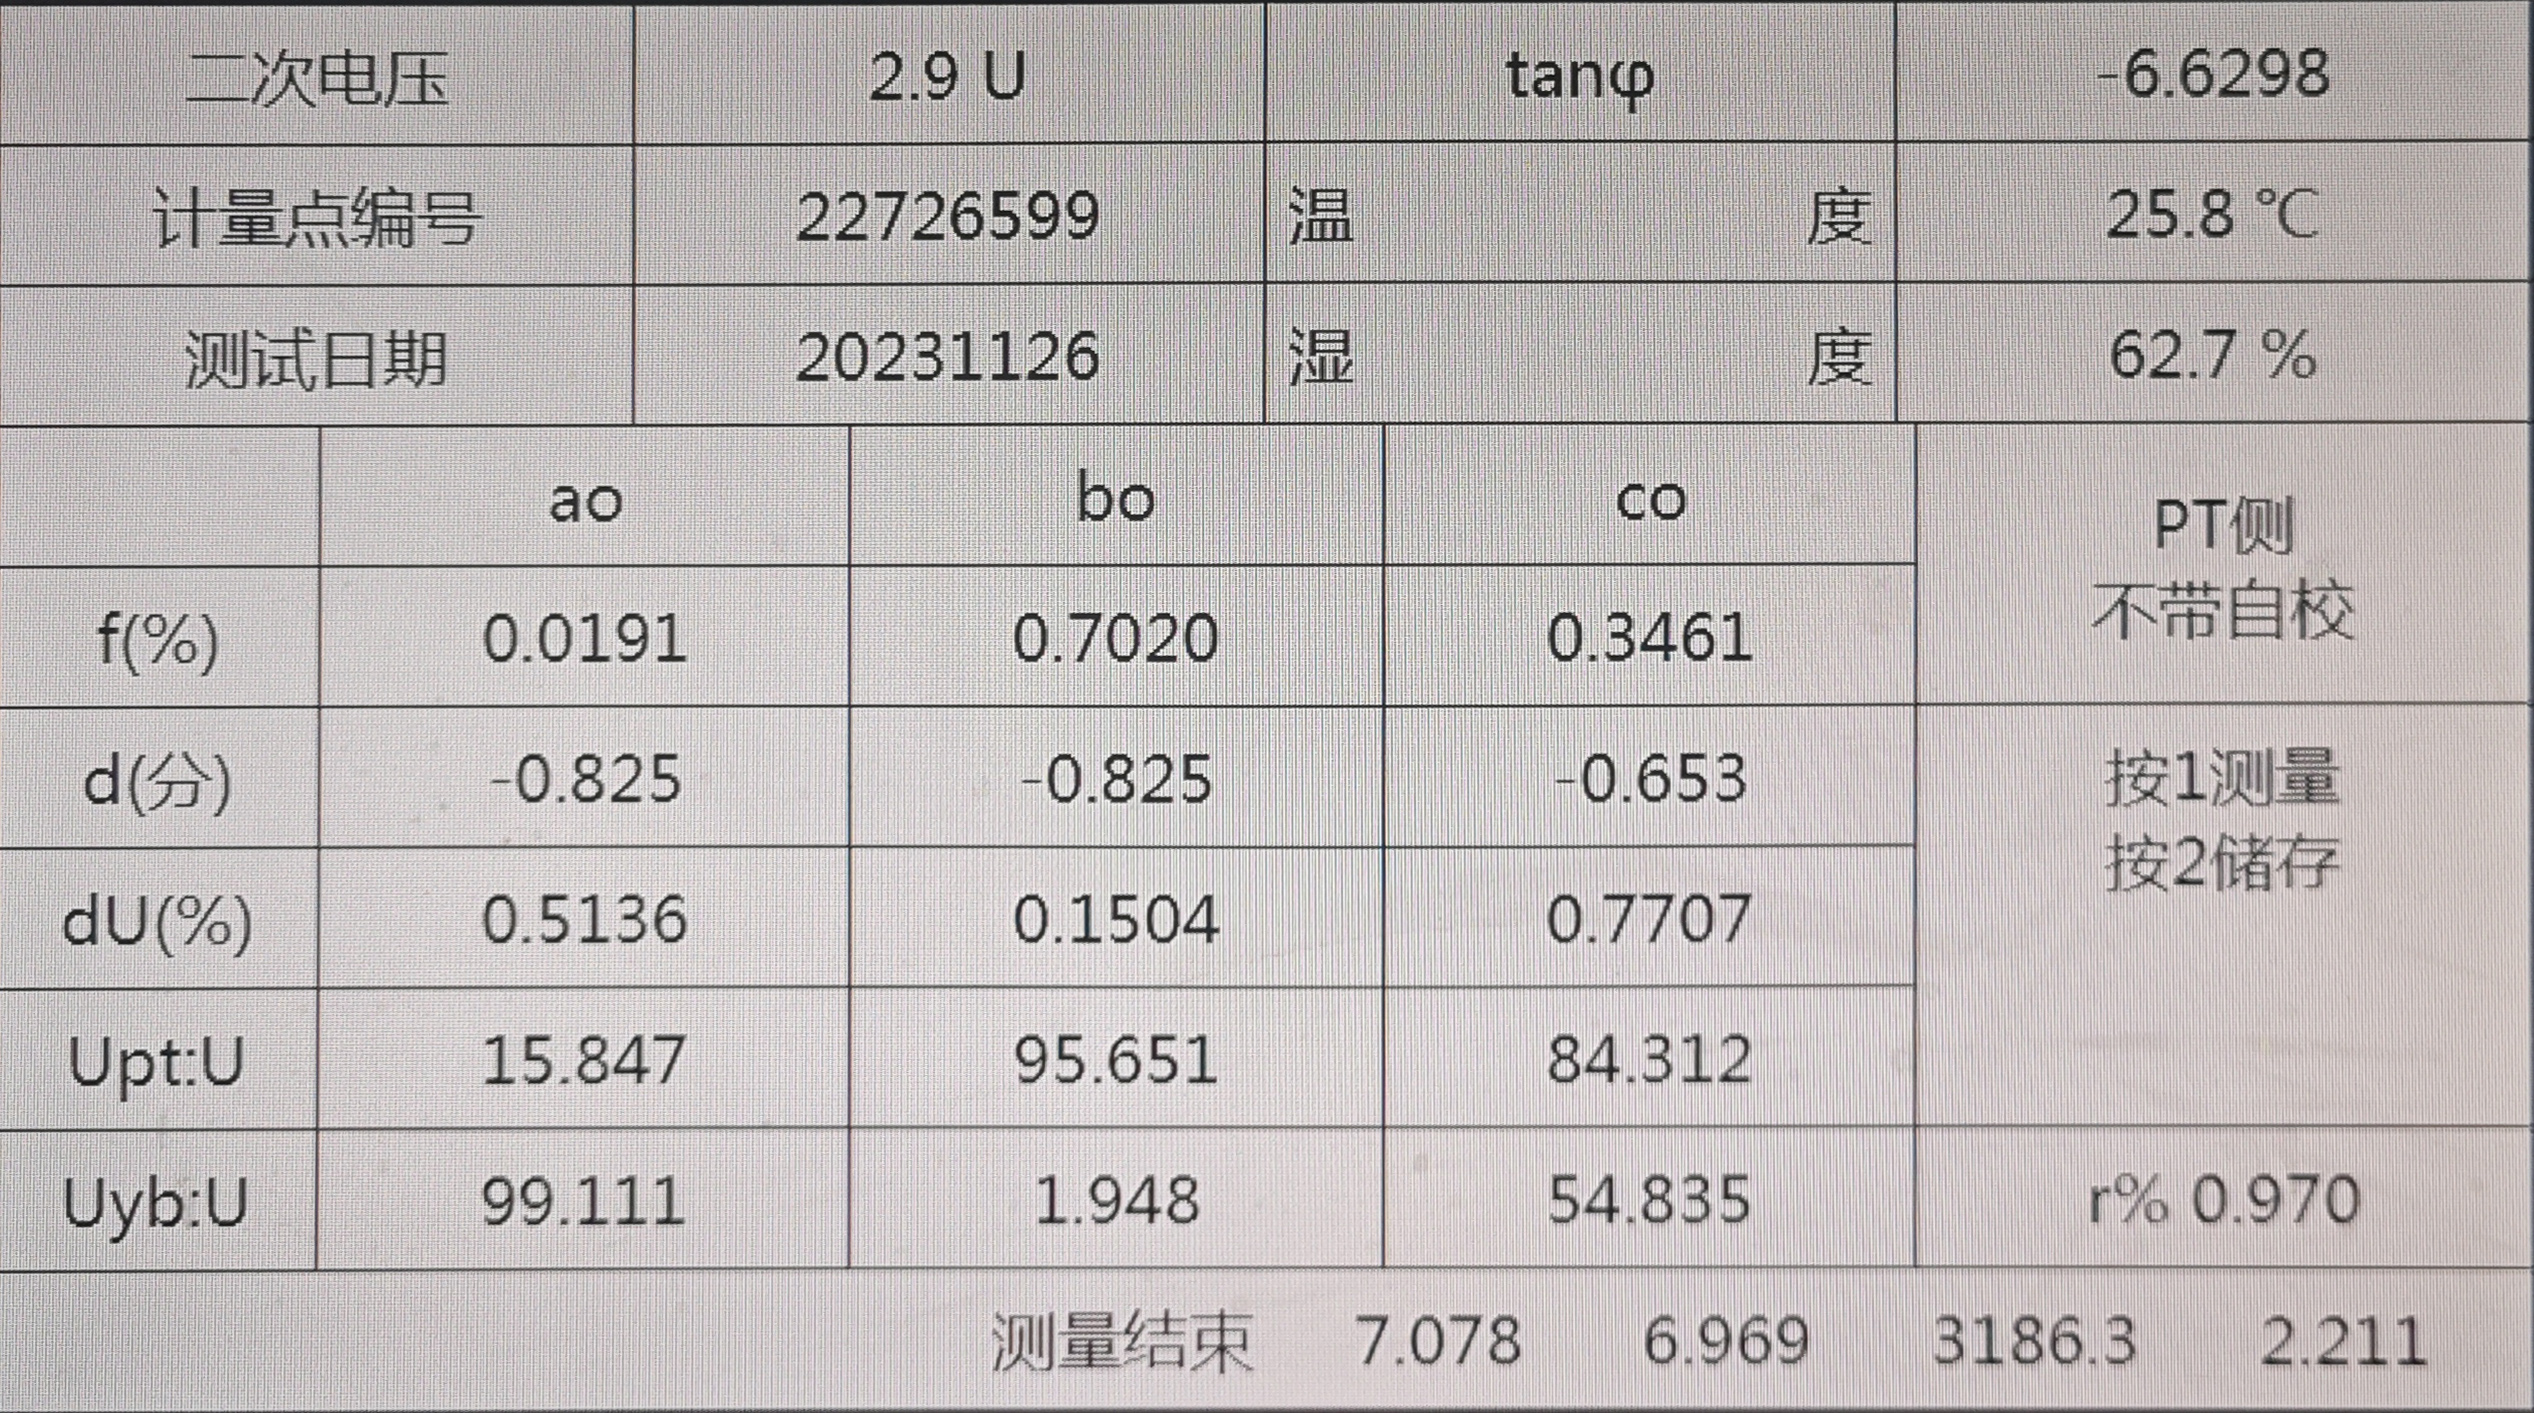 二次电压 2.9 U tanφ -6.6298
计量点编号 22726599 温 度 25.8 ℃
测试日期 20231126 湿 度 62.7 %
ao bo co PT侧
不带自校
f(%) 0.0191 0.7020 0.3461
d(分) -0.825 -0.825 -0.653 按1测量
按2储存
dU(%) 0.5136 0.1504 0.7707
Upt:U 15.847 95.651 84.312
Uyb:U 99.111 1.948 54.835 r% 0.970
测量结束 7.078 6.969 3186.3 2.211